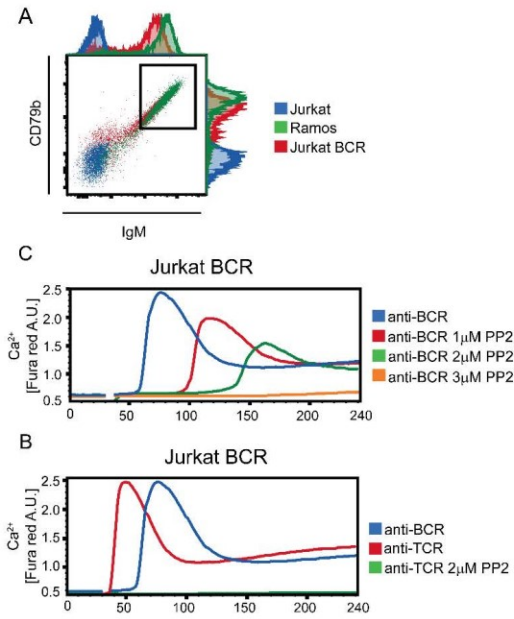 A
CD79b
IgM
Jurkat
Ramos
Jurkat BCR
C
Jurkat BCR
Ca²⁺
[Fura red A.U.]
2.5
2.0
1.5
1.0
0.5
0 50 100 150 200 240
anti-BCR
anti-BCR 1μM PP2
anti-BCR 2μM PP2
anti-BCR 3μM PP2
B
Jurkat BCR
Ca²⁺
[Fura red A.U.]
2.5
2.0
1.5
1.0
0.5
0 50 100 150 200 240
anti-BCR
anti-TCR
anti-TCR 2μM PP2